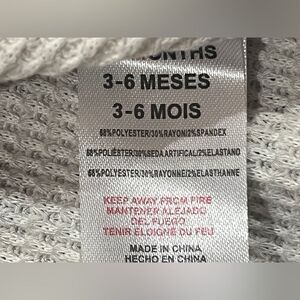 MONTHS
3-6 MESES
3-6 MOIS
68%POLYESTER/30%RAYON/2%SPANDEX
68%POLIÉSTER/30%SEDA ARTIFICAL/2%ELASTANO
68%POLYESTER/30%RAYONNE/2%ELASTHANNE
KEEP AWAY FROM FIRE
MANTENER ALEJADO
DEL FUEGO
TENIR ÉLOIGNÉ DU FEU
MADE IN CHINA
HECHO EN CHINA